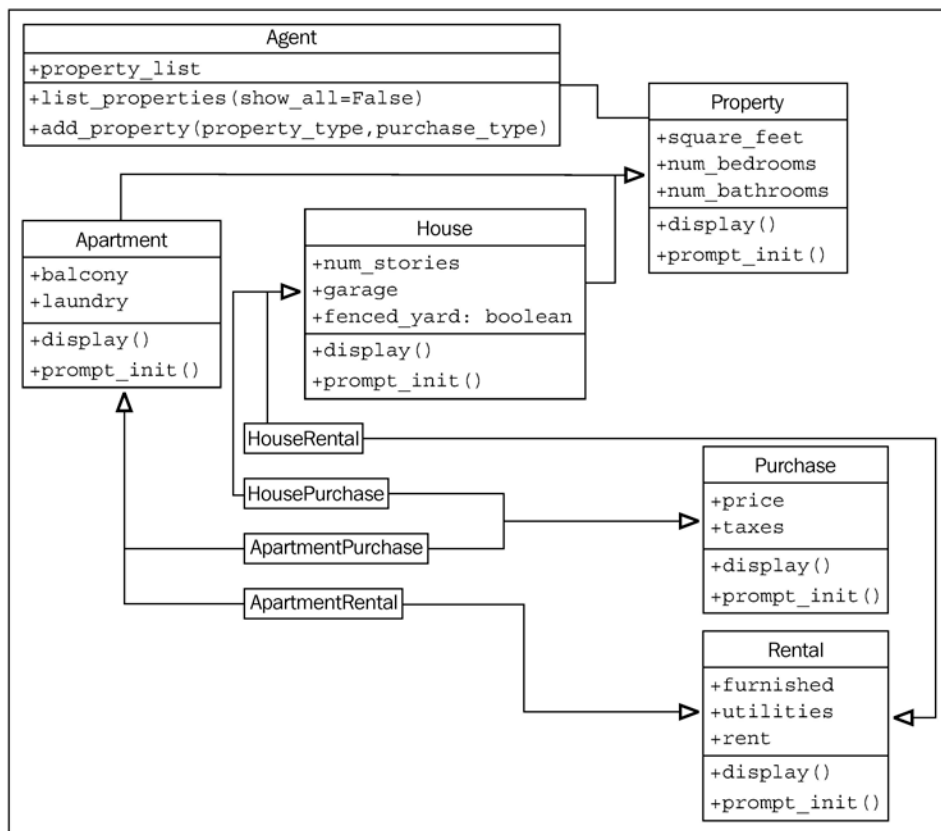 Agent
+property_list
+list_properties(show_all=False)
+add_property(property_type,purchase_type)
Property
+square_feet
+num_bedrooms
+num_bathrooms
+display()
+prompt_init()
Apartment
+balcony
+laundry
+display()
+prompt_init()
House
+num_stories
+garage
+fenced_yard: boolean
+display()
+prompt_init()
HouseRental
HousePurchase
ApartmentPurchase
ApartmentRental
Purchase
+price
+taxes
+display()
+prompt_init()
Rental
+furnished
+utilities
+rent
+display()
+prompt_init()